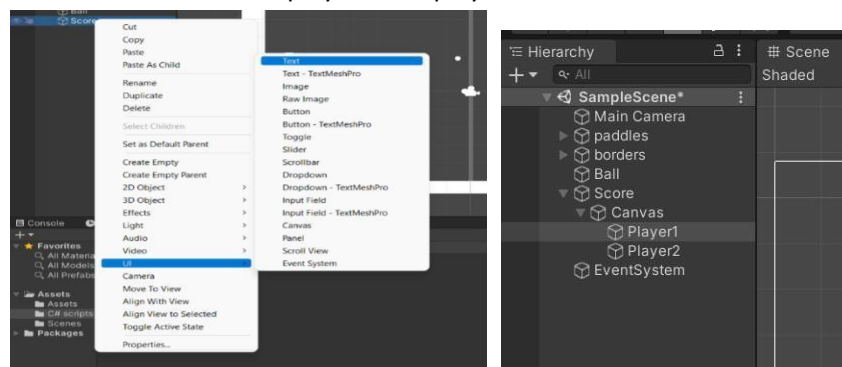 Ball
Score
Cut
Copy
Paste
Paste As Child
Rename
Duplicate
Delete
Select Children
Set as Default Parent
Create Empty
Create Empty Parent
2D Object >
3D Object >
Effects >
Light >
Audio >
Video >
UI >
Camera
Move To View
Align With View
Align View to Selected
Toggle Active State
Properties...
Text
Text - TextMeshPro
Image
Raw Image
Button
Button - TextMeshPro
Toggle
Slider
Scrollbar
Dropdown
Dropdown - TextMeshPro
Input Field
Input Field - TextMeshPro
Canvas
Panel
Scroll View
Event System
Console
Favorites
All Materia
All Models
All Prefabs
Assets
Assets
C# scripts
Scenes
Packages
Hierarchy
All
SampleScene*
Main Camera
paddles
borders
Ball
Score
Canvas
Player1
Player2
EventSystem
# Scene
Shaded